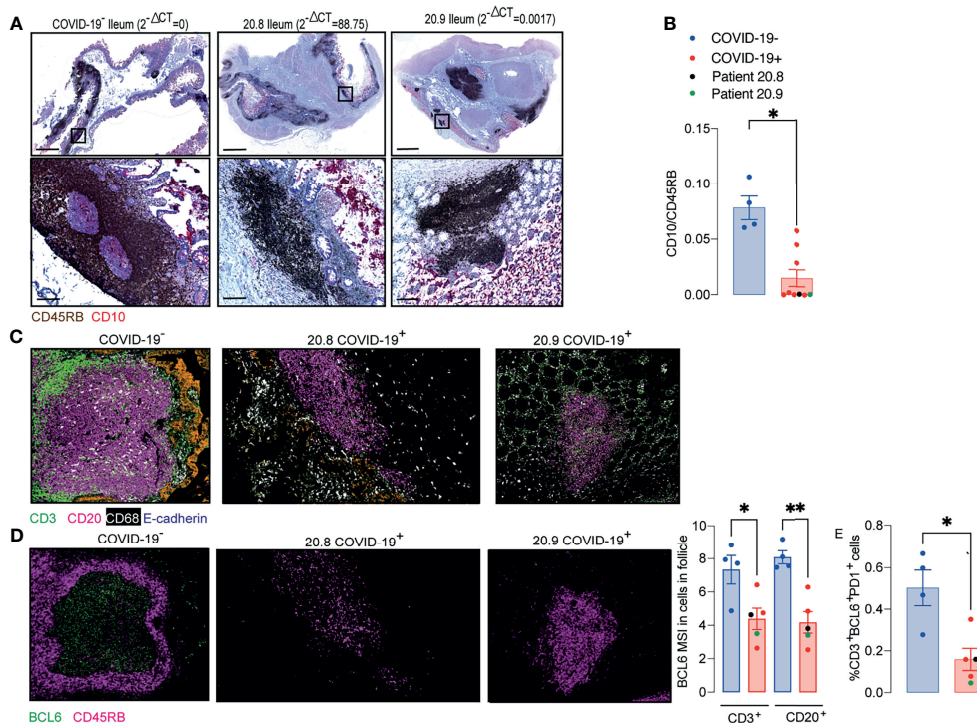 A
COVID-19⁻ Ileum (2^-ΔCT=0)
20.8 Ileum (2^-ΔCT=88.75)
20.9 Ileum (2^-ΔCT=0.0017)
CD45RB CD10
B
COVID-19-
COVID-19+
Patient 20.8
Patient 20.9
*
CD10/CD45RB
0.15
0.10
0.05
0.00
C
COVID-19⁻
20.8 COVID-19⁺
20.9 COVID-19⁺
CD3 CD20 CD68 E-cadherin
D
COVID-19⁻
20.8 COVID-19⁺
20.9 COVID-19⁺
BCL6 CD45RB
BCL6 MSI in cells in follicle
10
8
6
4
2
0
*
**
CD3⁺
CD20⁺
E
%CD3⁺BCL6⁺PD1⁺ cells
0.8
0.6
0.4
0.2
0.0
*